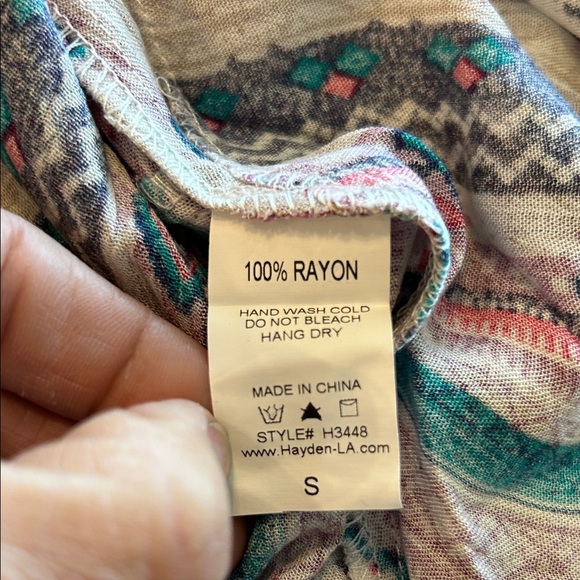 100% RAYON
HAND WASH COLD
DO NOT BLEACH
HANG DRY
MADE IN CHINA
STYLE# H3448
www.Hayden-LA.com
S